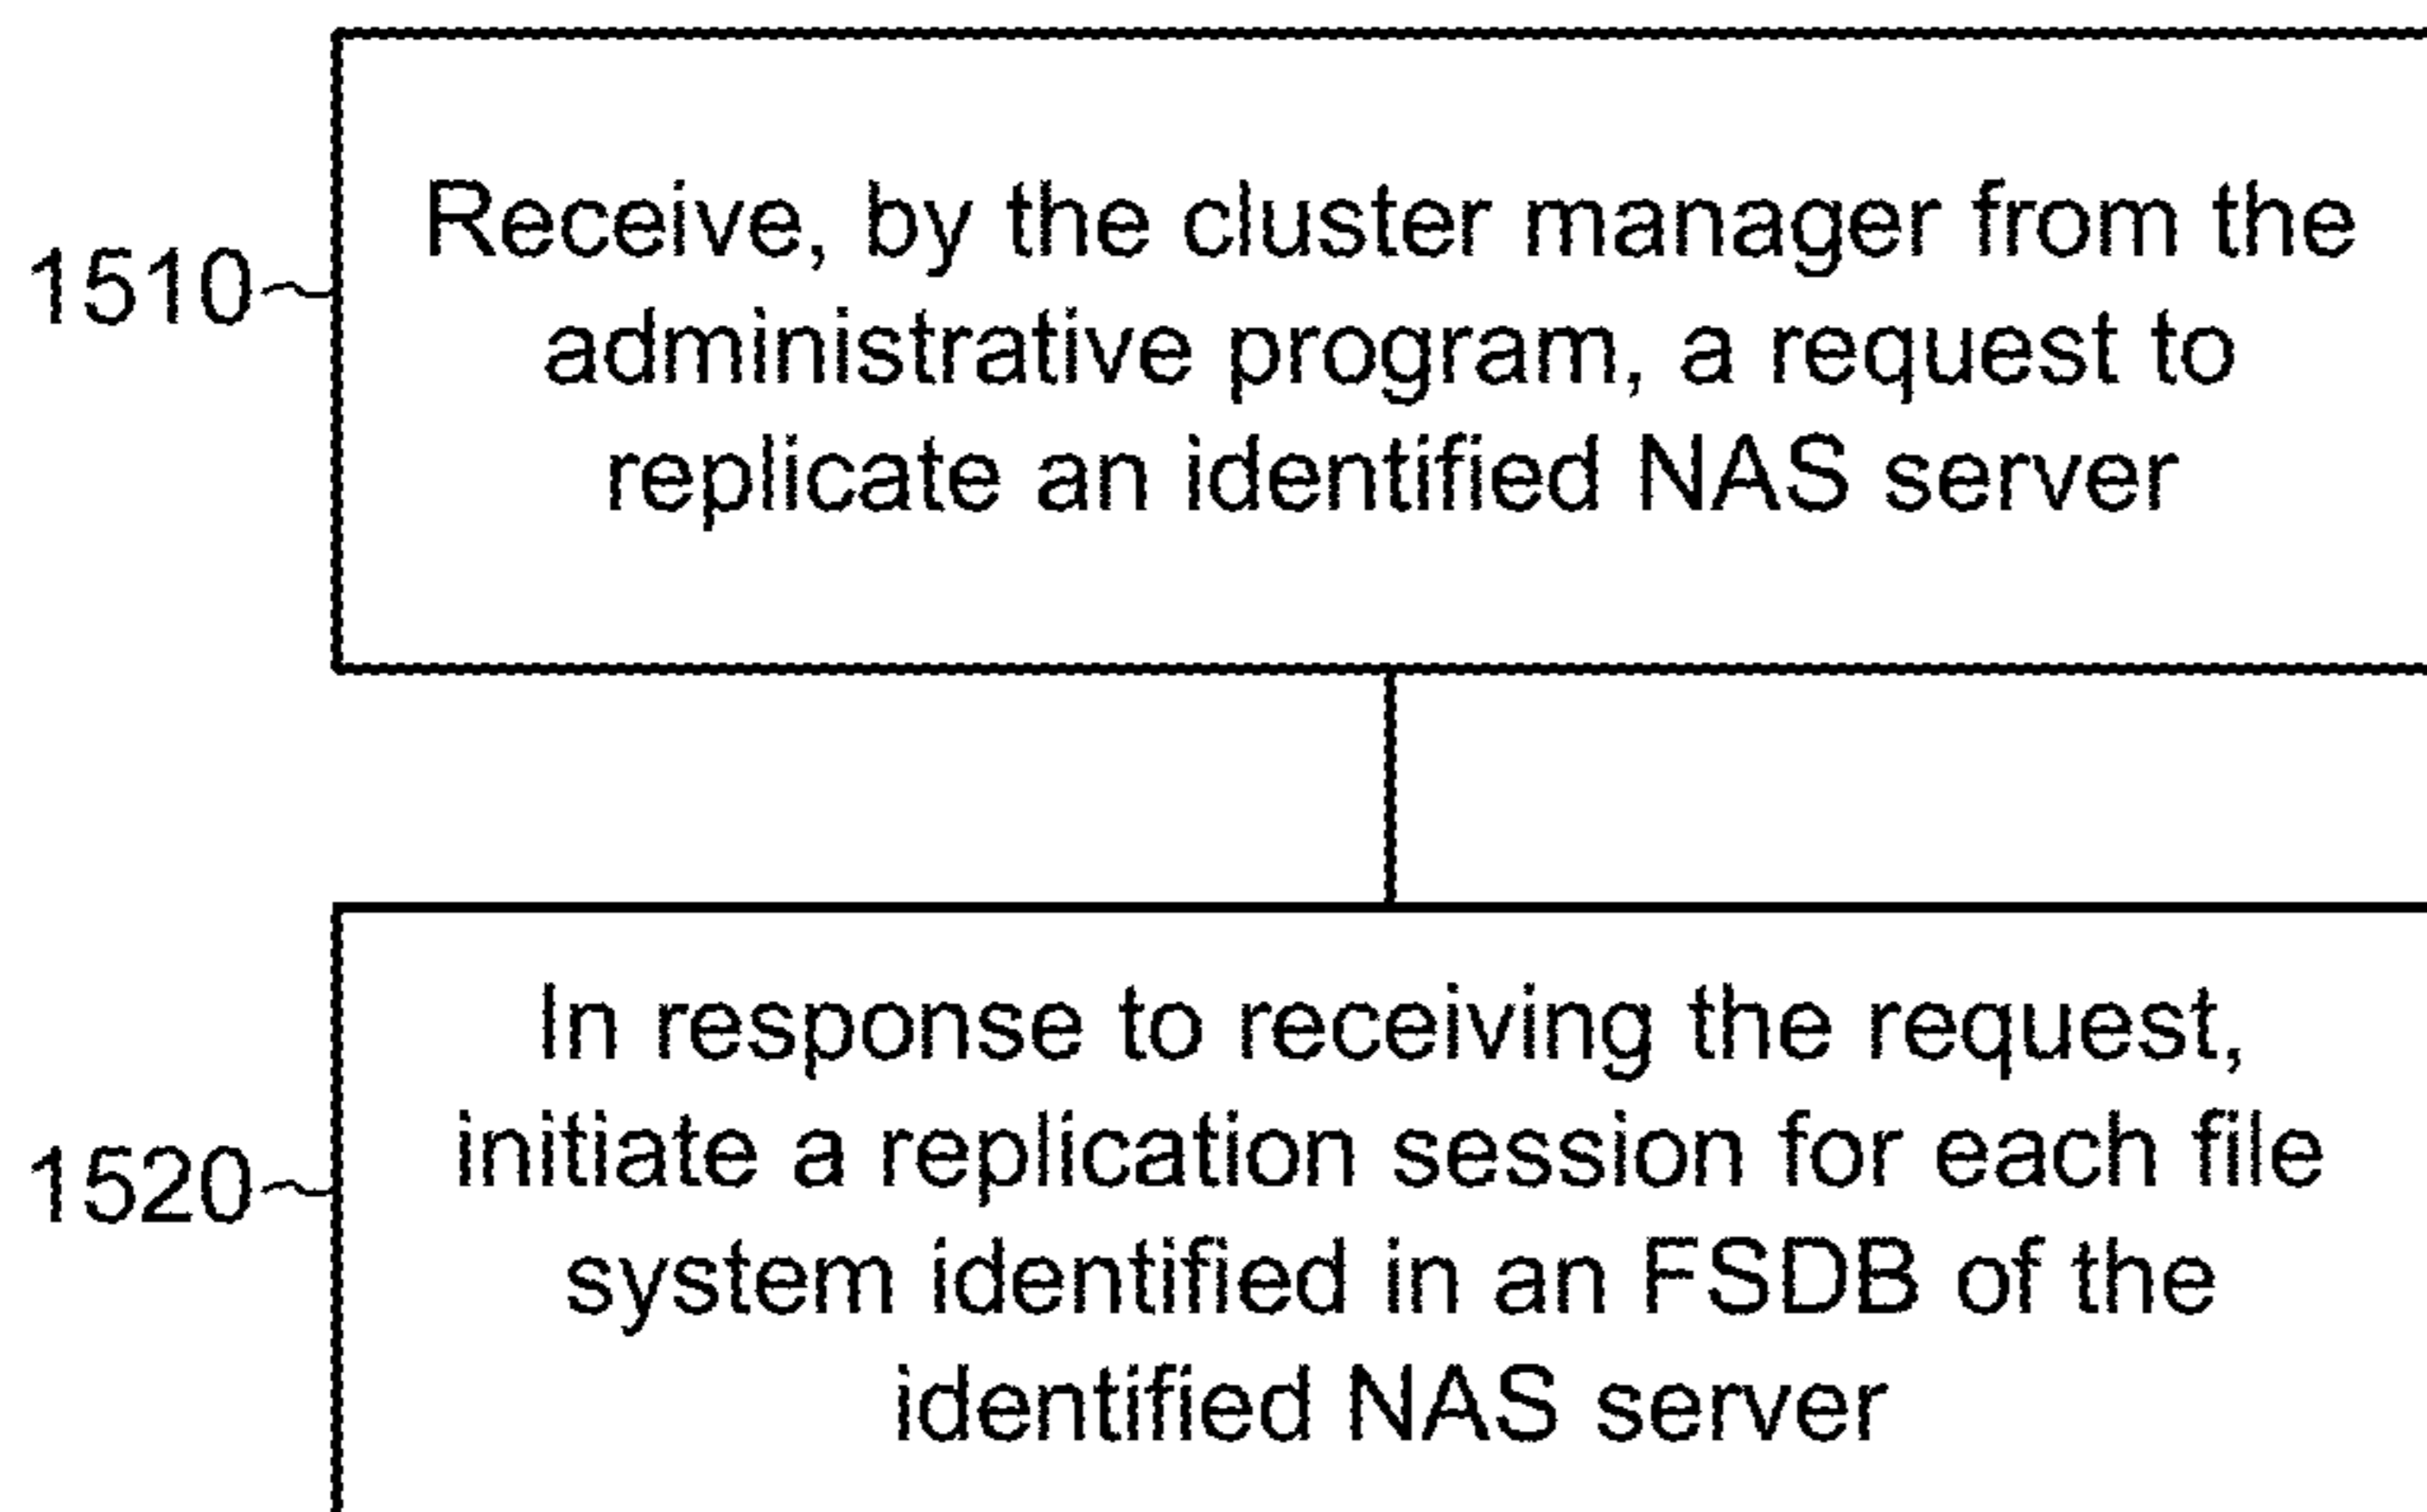 1510
Receive, by the cluster manager from the
administrative program, a request to
replicate an identified NAS server
1520
In response to receiving the request,
initiate a replication session for each file
system identified in an FSDB of the
identified NAS server